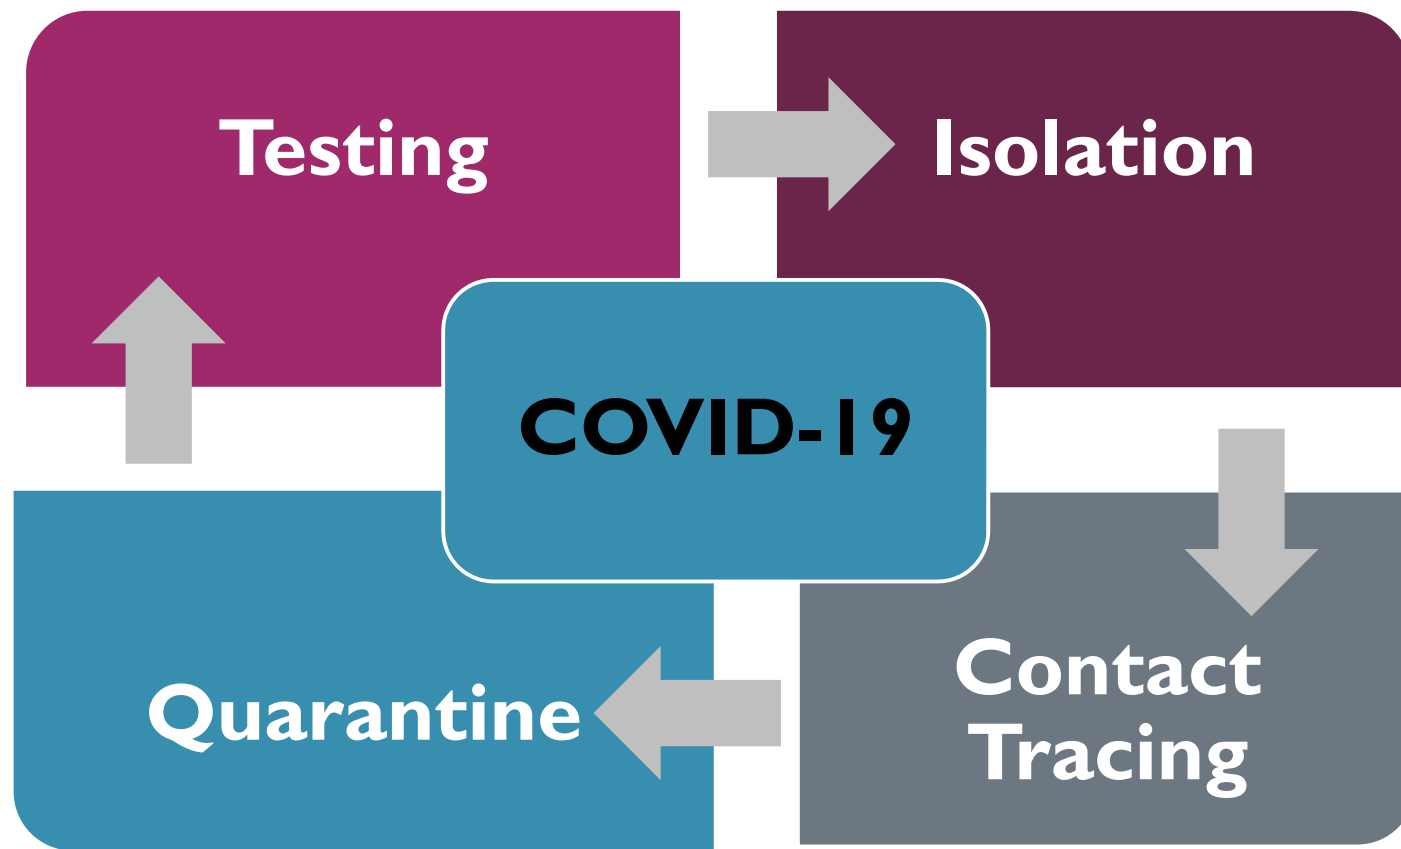 Testing
Isolation
COVID-19
Quarantine
Contact
Tracing